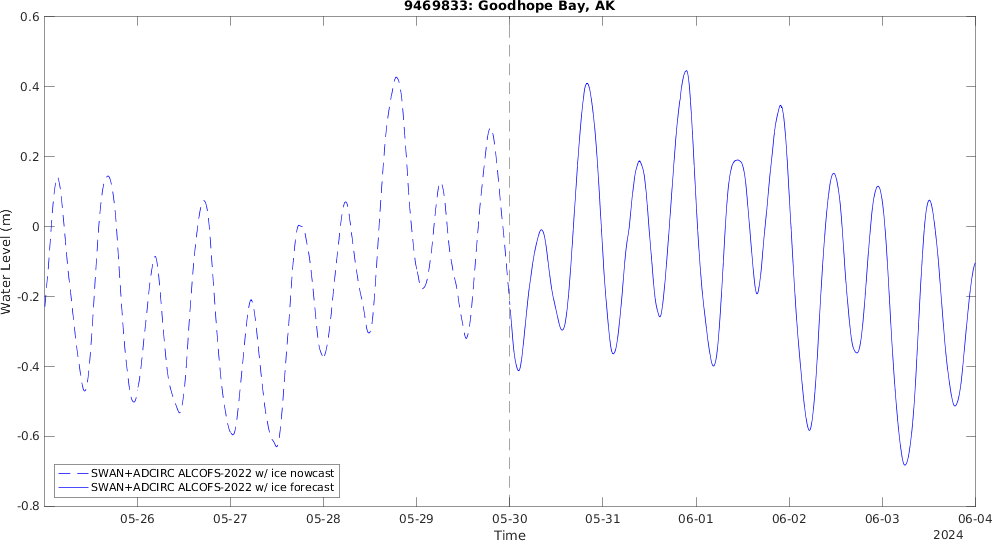 9469833: Goodhope Bay, AK
0.6
0.4
0.2
0
-0.2
-0.4
-0.6
-0.8
Water Level (m)
SWAN+ADCIRC ALCOFS-2022 w/ ice nowcast
SWAN+ADCIRC ALCOFS-2022 w/ ice forecast
05-26 05-27 05-28 05-29 05-30 05-31 06-01 06-02 06-03 06-04
Time
2024